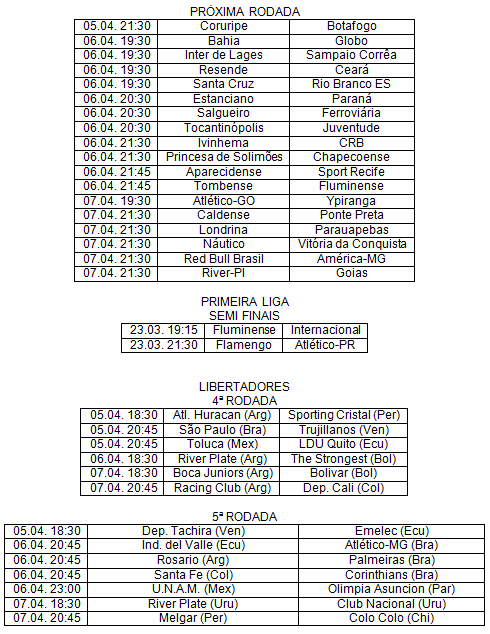 PRÓXIMA RODADA
05.04. 21:30 Coruripe Botafogo
06.04. 19:30 Bahia Globo
06.04. 19:30 Inter de Lages Sampaio Corrêa
06.04. 19:30 Resende Ceará
06.04. 19:30 Santa Cruz Rio Branco ES
06.04. 20:30 Estanciano Paraná
06.04. 20:30 Salgueiro Ferroviária
06.04. 20:30 Tocantinópolis Juventude
06.04. 21:30 Ivinhema CRB
06.04. 21:30 Princesa de Solimões Chapecoense
06.04. 21:45 Aparecidense Sport Recife
06.04. 21:45 Tombense Fluminense
07.04. 19:30 Atlético-GO Ypiranga
07.04. 21:30 Caldense Ponte Preta
07.04. 21:30 Londrina Parauapebas
07.04. 21:30 Náutico Vitória da Conquista
07.04. 21:30 Red Bull Brasil América-MG
07.04. 21:30 River-PI Goias
PRIMEIRA LIGA
SEMI FINAIS
23.03. 19:15 Fluminense Internacional
23.03. 21:30 Flamengo Atlético-PR
LIBERTADORES
4ª RODADA
05.04. 18:30 Atl. Huracan (Arg) Sporting Cristal (Per)
05.04. 20:45 São Paulo (Bra) Trujillanos (Ven)
05.04. 20:45 Toluca (Mex) LDU Quito (Ecu)
06.04. 18:30 River Plate (Arg) The Strongest (Bol)
07.04. 18:30 Boca Juniors (Arg) Bolivar (Bol)
07.04. 20:45 Racing Club (Arg) Dep. Cali (Col)
5ª RODADA
05.04. 18:30 Dep. Tachira (Ven) Emelec (Ecu)
06.04. 20:45 Ind. del Valle (Ecu) Atlético-MG (Bra)
06.04. 20:45 Rosario (Arg) Palmeiras (Bra)
06.04. 20:45 Santa Fe (Col) Corinthians (Bra)
06.04. 23:00 U.N.A.M. (Mex) Olimpia Asuncion (Par)
07.04. 18:30 River Plate (Uru) Club Nacional (Uru)
07.04. 20:45 Melgar (Per) Colo Colo (Chi)